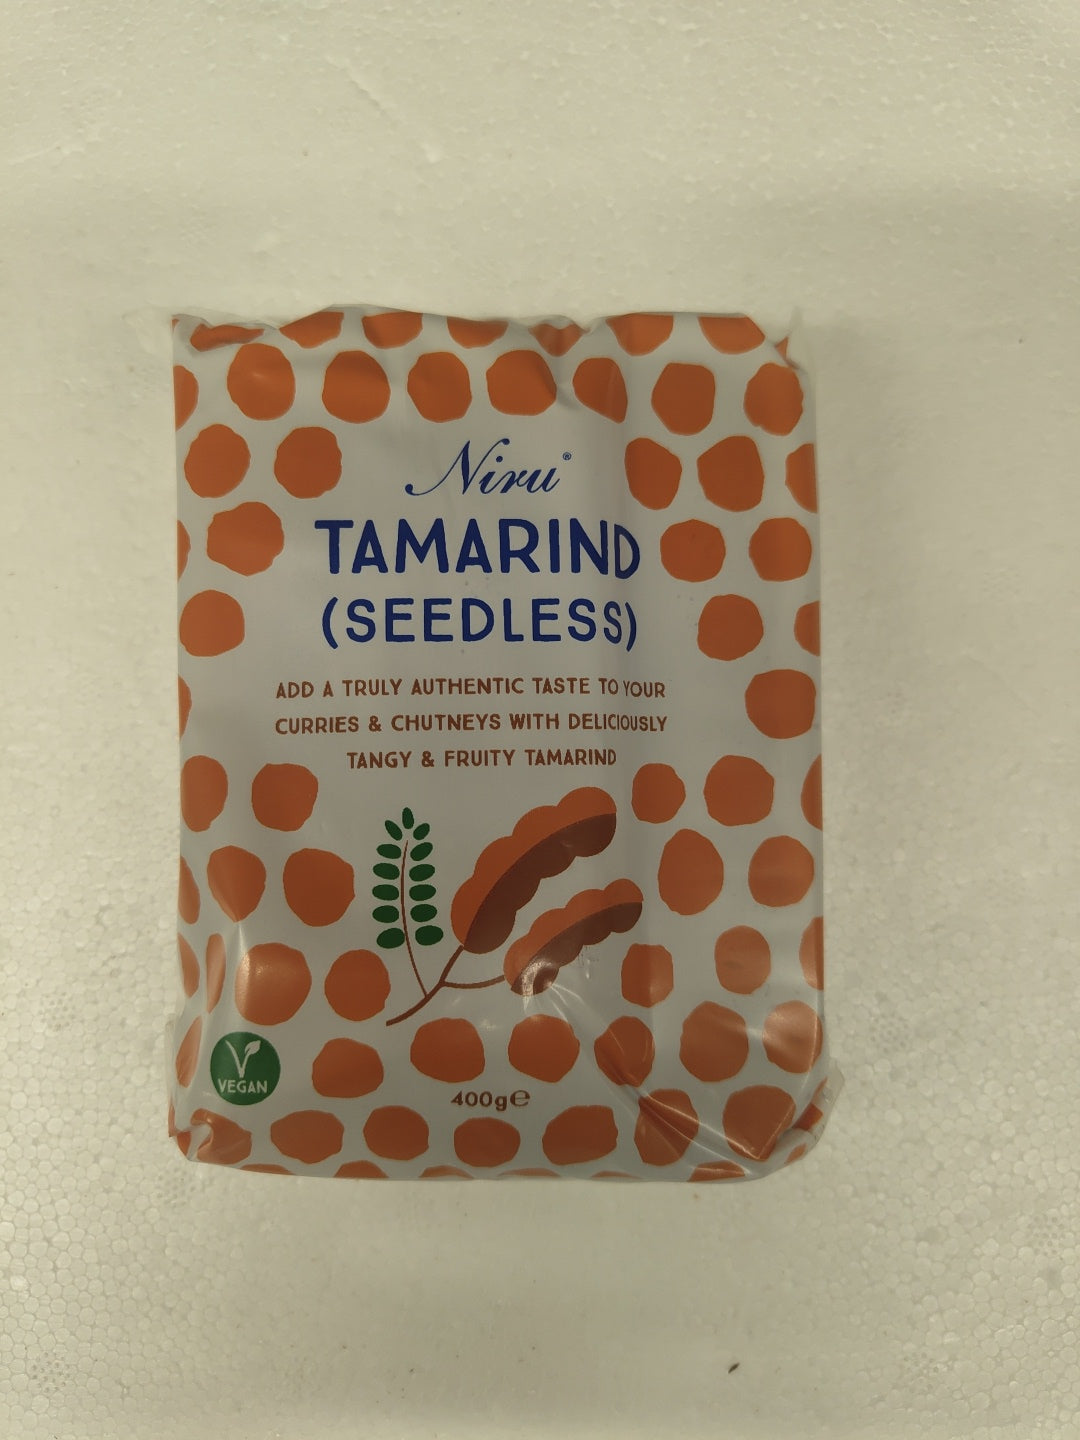 Niru®
TAMARIND
(SEEDLESS)
ADD A TRULY AUTHENTIC TASTE TO YOUR
CURRIES & CHUTNEYS WITH DELICIOUSLY
TANGY & FRUITY TAMARIND
VEGAN
400g℮